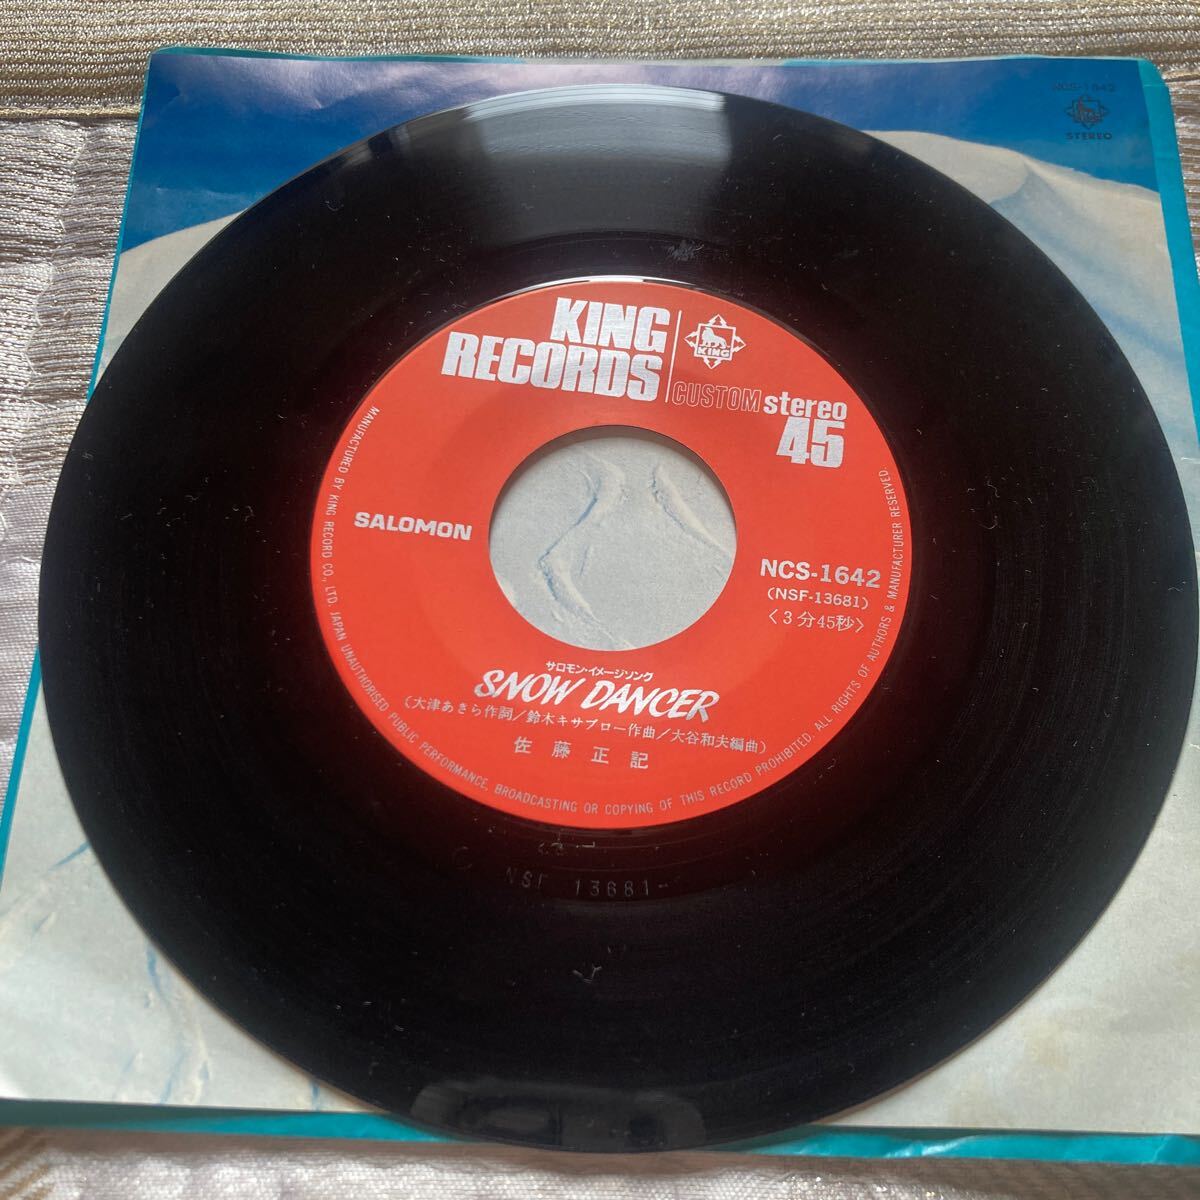 NCS-1642
STEREO
KING
RECORDS
KING
CUSTOM stereo
45
SALOMON
NCS-1642
(NSF-13681)
〈3分45秒〉
サロモン・イメージソング
SNOW DANCER
(大津あきら作詞/鈴木キサブロー作曲/大谷和夫編曲)
佐藤正記
MANUFACTURED BY KING RECORD CO., LTD. JAPAN UNAUTHORISED PUBLIC PERFORMANCE, BROADCASTING OR COPYING OF THIS RECORD PROHIBITED. ALL RIGHTS OF AUTHORS & MANUFACTURER RESERVED.
NSF 13681-